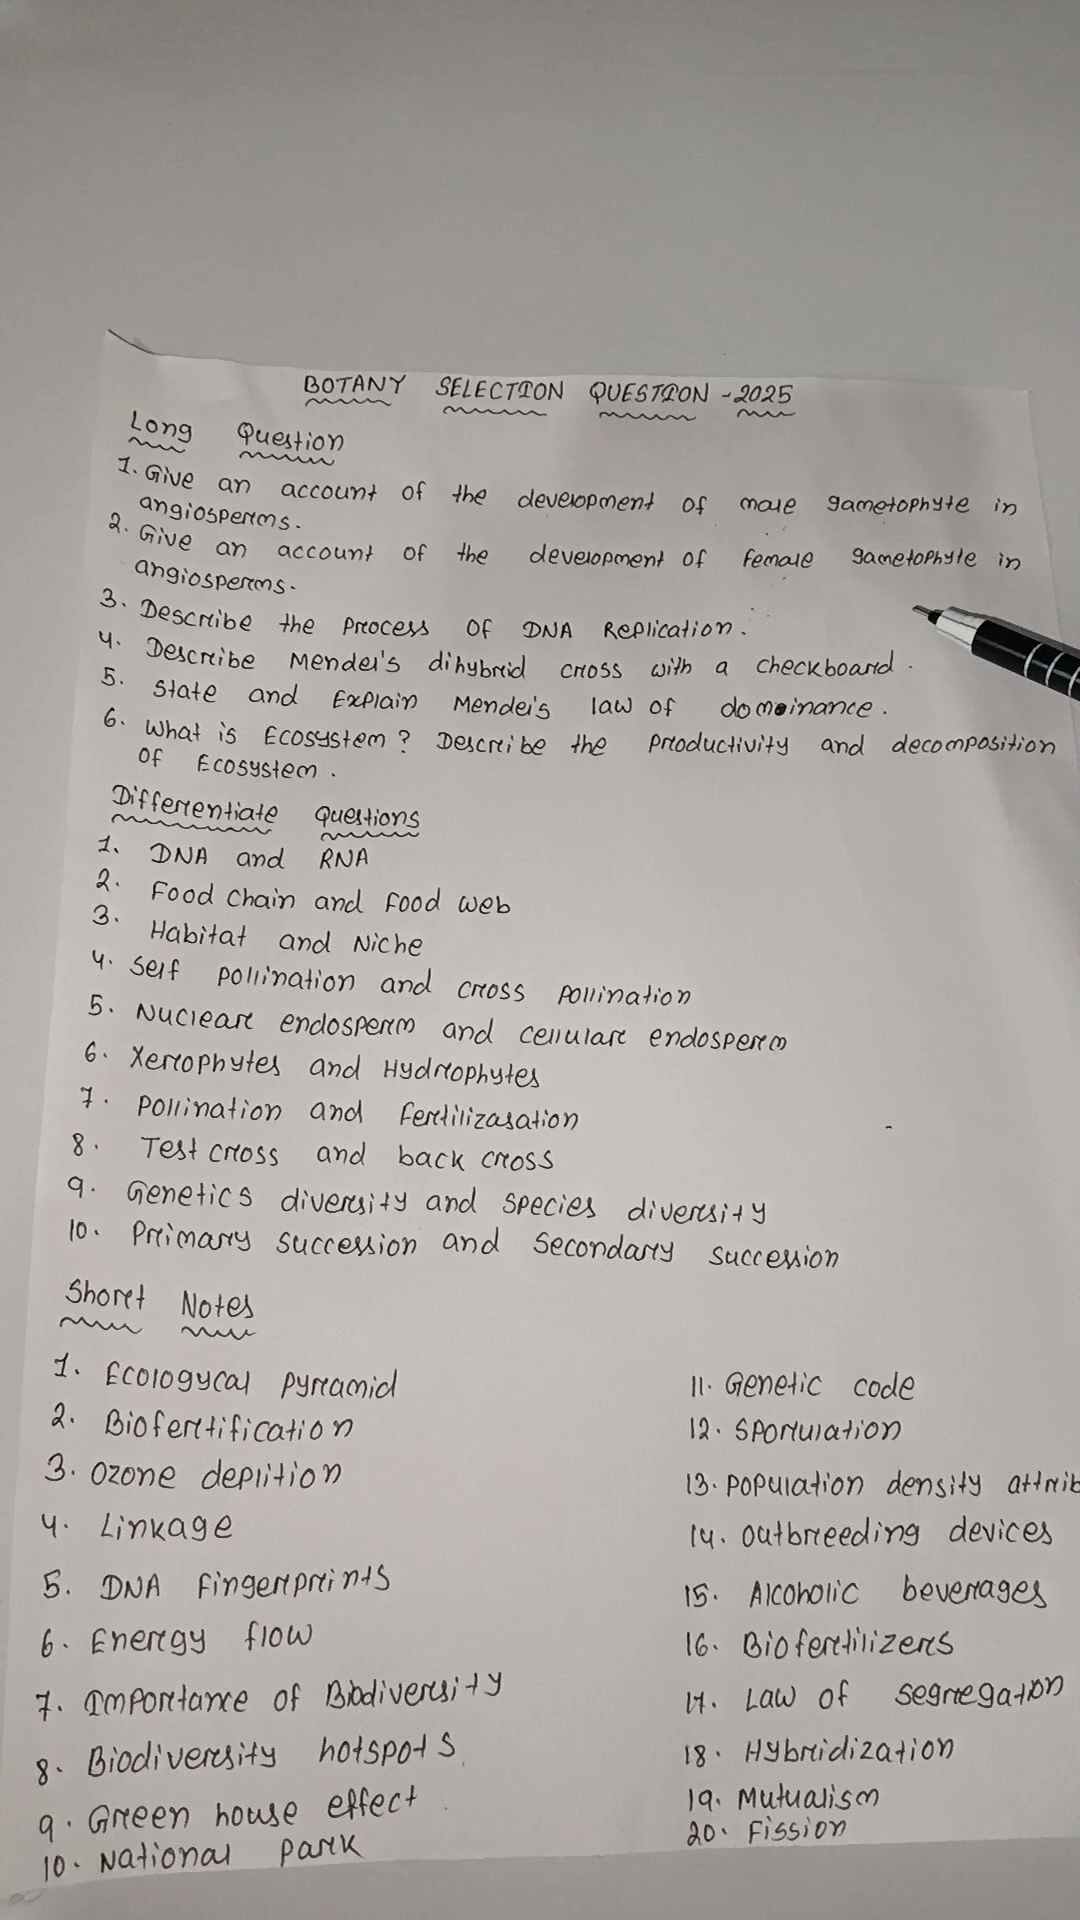 BOTANY SELECTION QUESTION - 2025
Long Question
1. Give an account of the development of male gametophyte in
angiosperms.
2. Give an account of the development of female gametophyte in
angiosperms.
3. Describe the process of DNA Replication.
4. Describe Mendel's dihybrid cross with a checkboard.
5. State and Explain Mendel's law of domoinance.
6. What is Ecosystem? Describe the productivity and decomposition
of Ecosystem.
Differentiate Questions
1. DNA and RNA
2. Food chain and food web
3. Habitat and Niche
4. Self pollination and cross pollination
5. Nuclear endosperm and cellular endosperm
6. Xerophytes and Hydrophytes
7. Pollination and Fertilizasation
8. Test cross and back cross
9. Genetics diversity and species diversity
10. Primary succession and secondary succession
Short Notes
1. Ecologycal pyramid
2. Biofertification
3. Ozone deplition
4. Linkage
5. DNA Fingerprints
6. Energy flow
7. Importance of Biodiversity
8. Biodiversity hotspots
9. Green house effect
10. National park
11. Genetic code
12. Sporulation
13. Population density attrib
14. Outbreeding devices
15. Alcoholic beverages
16. Biofertilizers
17. Law of segregation
18. Hybridization
19. Mutualism
20. Fission